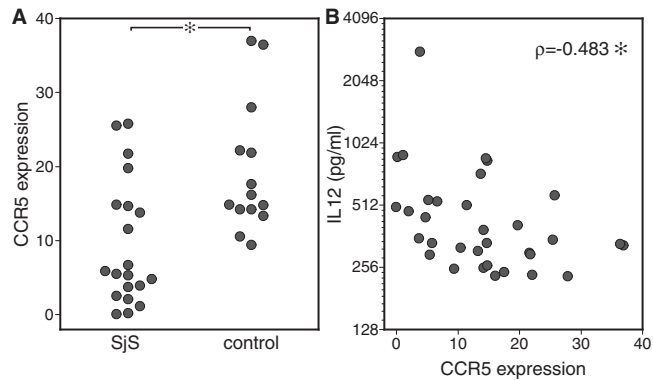 A
B
CCR5 expression
40
30
20
10
0
*
SjS
control
IL12 (pg/ml)
4096
2048
1024
512
256
128
ρ=-0.483 *
0
10
20
30
40
CCR5 expression